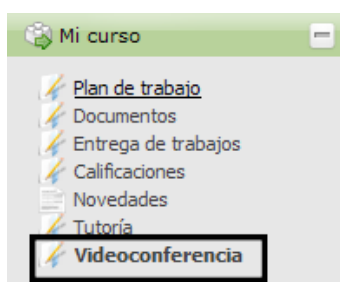 Mi curso
Plan de trabajo
Documentos
Entrega de trabajos
Calificaciones
Novedades
Tutoría
Videoconferencia